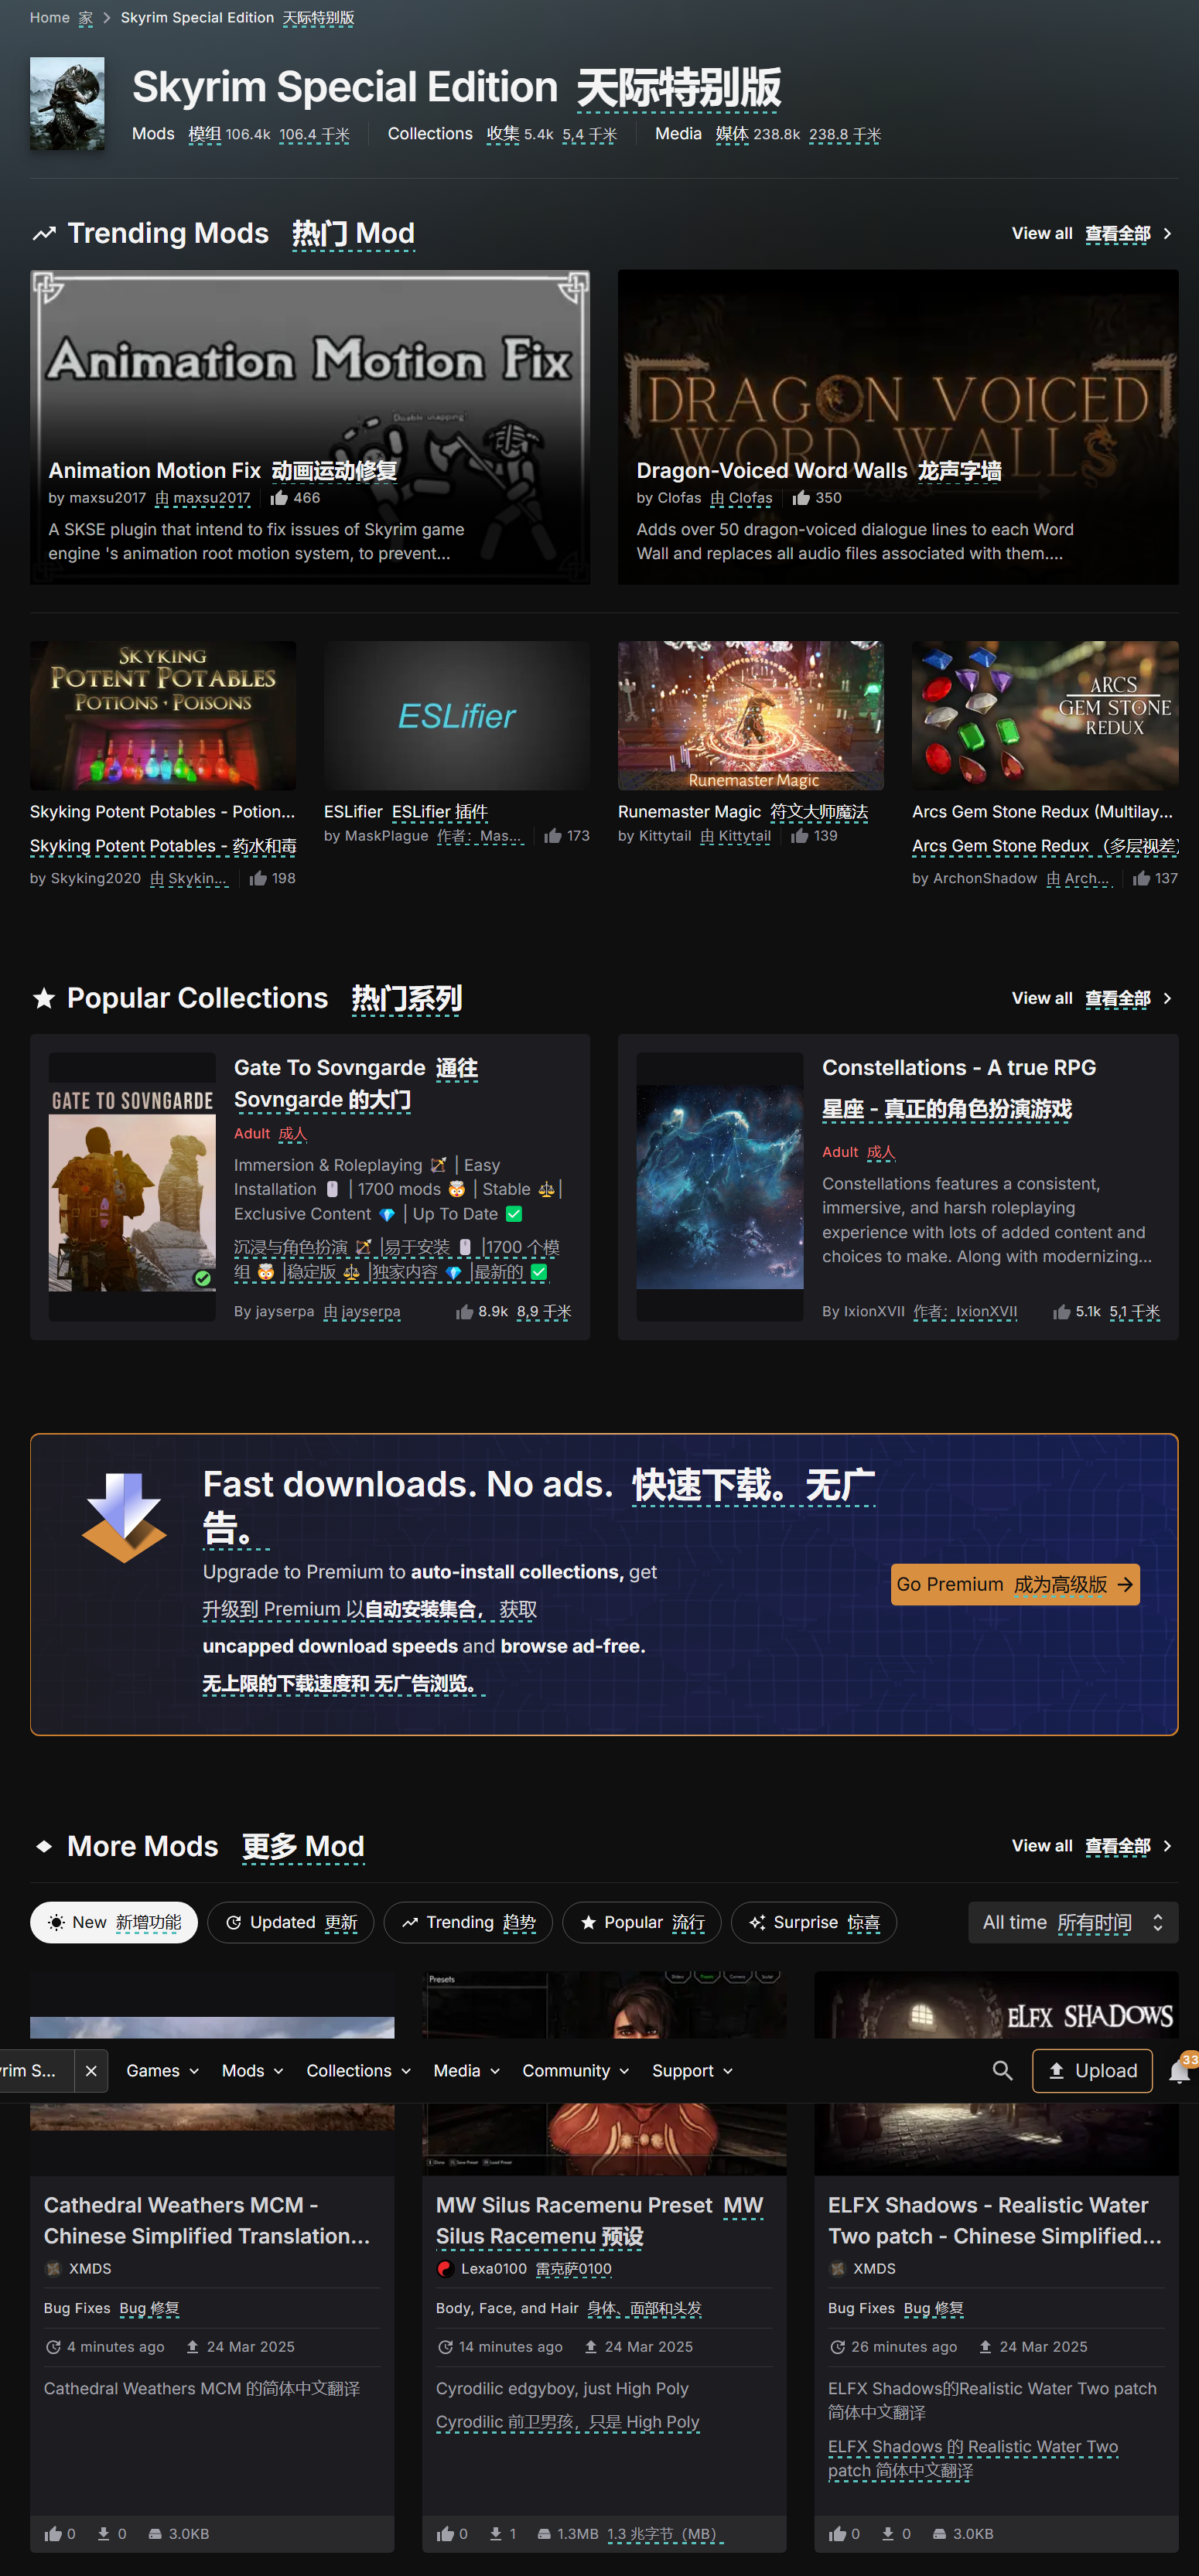 Home 家 > Skyrim Special Edition 天际特别版
Skyrim Special Edition 天际特别版
Mods 模组 106.4k 106.4 千米 Collections 收集 5.4k 5,4 千米 Media 媒体 238.8k 238.8 千米
Trending Mods 热门 Mod
View all 查看全部
Animation Motion Fix
Disable snapping!
Animation Motion Fix 动画运动修复
by maxsu2017 由 maxsu2017 466
A SKSE plugin that intend to fix issues of Skyrim game
engine 's animation root motion system, to prevent...
DRAGON VOICED
WORD WALLS
Dragon-Voiced Word Walls 龙声字墙
by Clofas 由 Clofas 350
Adds over 50 dragon-voiced dialogue lines to each Word
Wall and replaces all audio files associated with them....
SKYKING
POTENT POTABLES
POTIONS · POISONS
Skyking Potent Potables - Potion...
Skyking Potent Potables - 药水和毒
by Skyking2020 由 Skykin... 198
ESLifier
ESLifier ESLifier 插件
by MaskPlague 作者：Mas... 173
Runemaster Magic
Runemaster Magic 符文大师魔法
by Kittytail 由 Kittytail 139
ARCS
GEM STONE
REDUX
Arcs Gem Stone Redux (Multilay...
Arcs Gem Stone Redux （多层视差）
by ArchonShadow 由 Arch... 137
Popular Collections 热门系列
View all 查看全部
GATE TO SOVNGARDE
Gate To Sovngarde 通往
Sovngarde 的大门
Adult 成人
Immersion & Roleplaying 🏹 | Easy
Installation 🖱️ | 1700 mods 🤯 | Stable ⚖️ |
Exclusive Content 💎 | Up To Date ✅
沉浸与角色扮演 🏹 |易于安装 🖱️ |1700 个模
组 🤯 |稳定版 ⚖️ |独家内容 💎 |最新的 ✅
By jayserpa 由 jayserpa 8.9k 8,9 千米
Constellations - A true RPG
星座 - 真正的角色扮演游戏
Adult 成人
Constellations features a consistent,
immersive, and harsh roleplaying
experience with lots of added content and
choices to make. Along with modernizing...
By IxionXVII 作者：IxionXVII 5.1k 5,1 千米
Fast downloads. No ads. 快速下载。无广
告。
Upgrade to Premium to auto-install collections, get
升级到 Premium 以自动安装集合， 获取
uncapped download speeds and browse ad-free.
无上限的下载速度和 无广告浏览。
Go Premium 成为高级版 →
More Mods 更多 Mod
View all 查看全部
New 新增功能 Updated 更新 Trending 趋势 Popular 流行 Surprise 惊喜
All time 所有时间
Presets
ELFX SHADOWS
yrim S... × Games Mods Collections Media Community Support
Upload
33
Cathedral Weathers MCM -
Chinese Simplified Translation...
XMDS
Bug Fixes Bug 修复
4 minutes ago 24 Mar 2025
Cathedral Weathers MCM 的简体中文翻译
0 0 3.0KB
MW Silus Racemenu Preset MW
Silus Racemenu 预设
Lexa0100 雷克萨0100
Body, Face, and Hair 身体、面部和头发
14 minutes ago 24 Mar 2025
Cyrodilic edgyboy, just High Poly
Cyrodilic 前卫男孩，只是 High Poly
0 1 1.3MB 1.3 兆字节（MB）
ELFX Shadows - Realistic Water
Two patch - Chinese Simplified...
XMDS
Bug Fixes Bug 修复
26 minutes ago 24 Mar 2025
ELFX Shadows的Realistic Water Two patch
简体中文翻译
ELFX Shadows 的 Realistic Water Two
patch 简体中文翻译
0 0 3.0KB